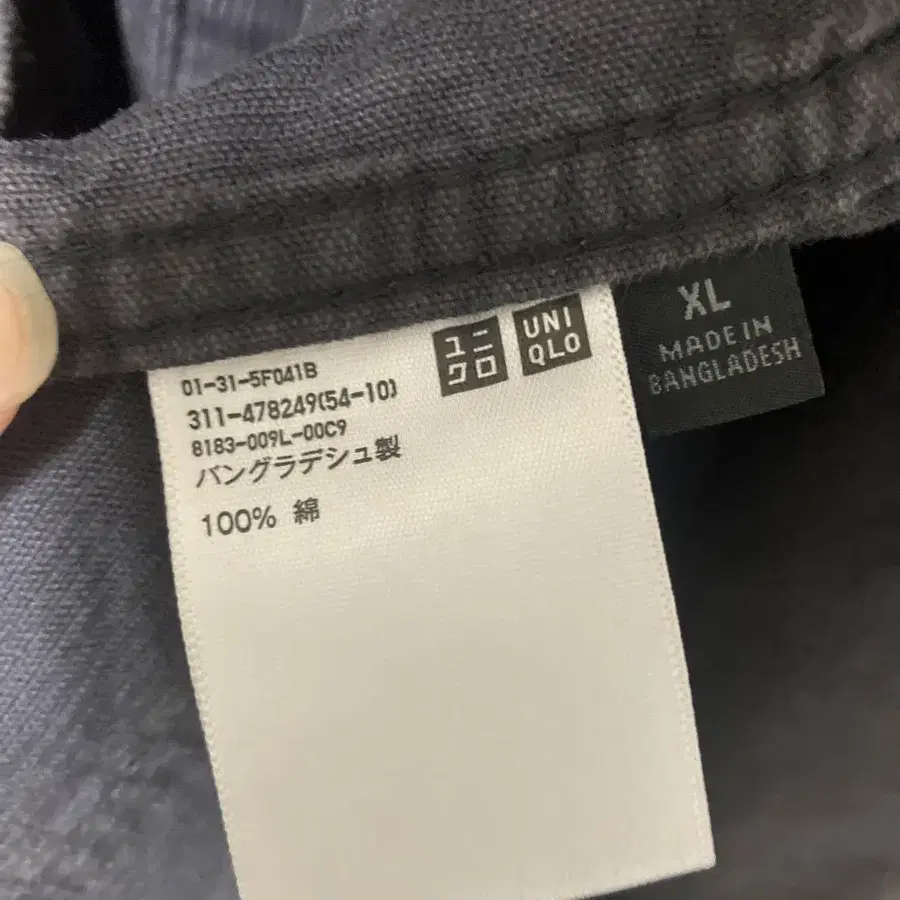 01-31-5F041B
311-478249(54-10)
8183-009L-00C9
バングラデシュ製
100% 綿
ユニ
クロ
UNI
QLO
XL
MADE IN
BANGLADESH